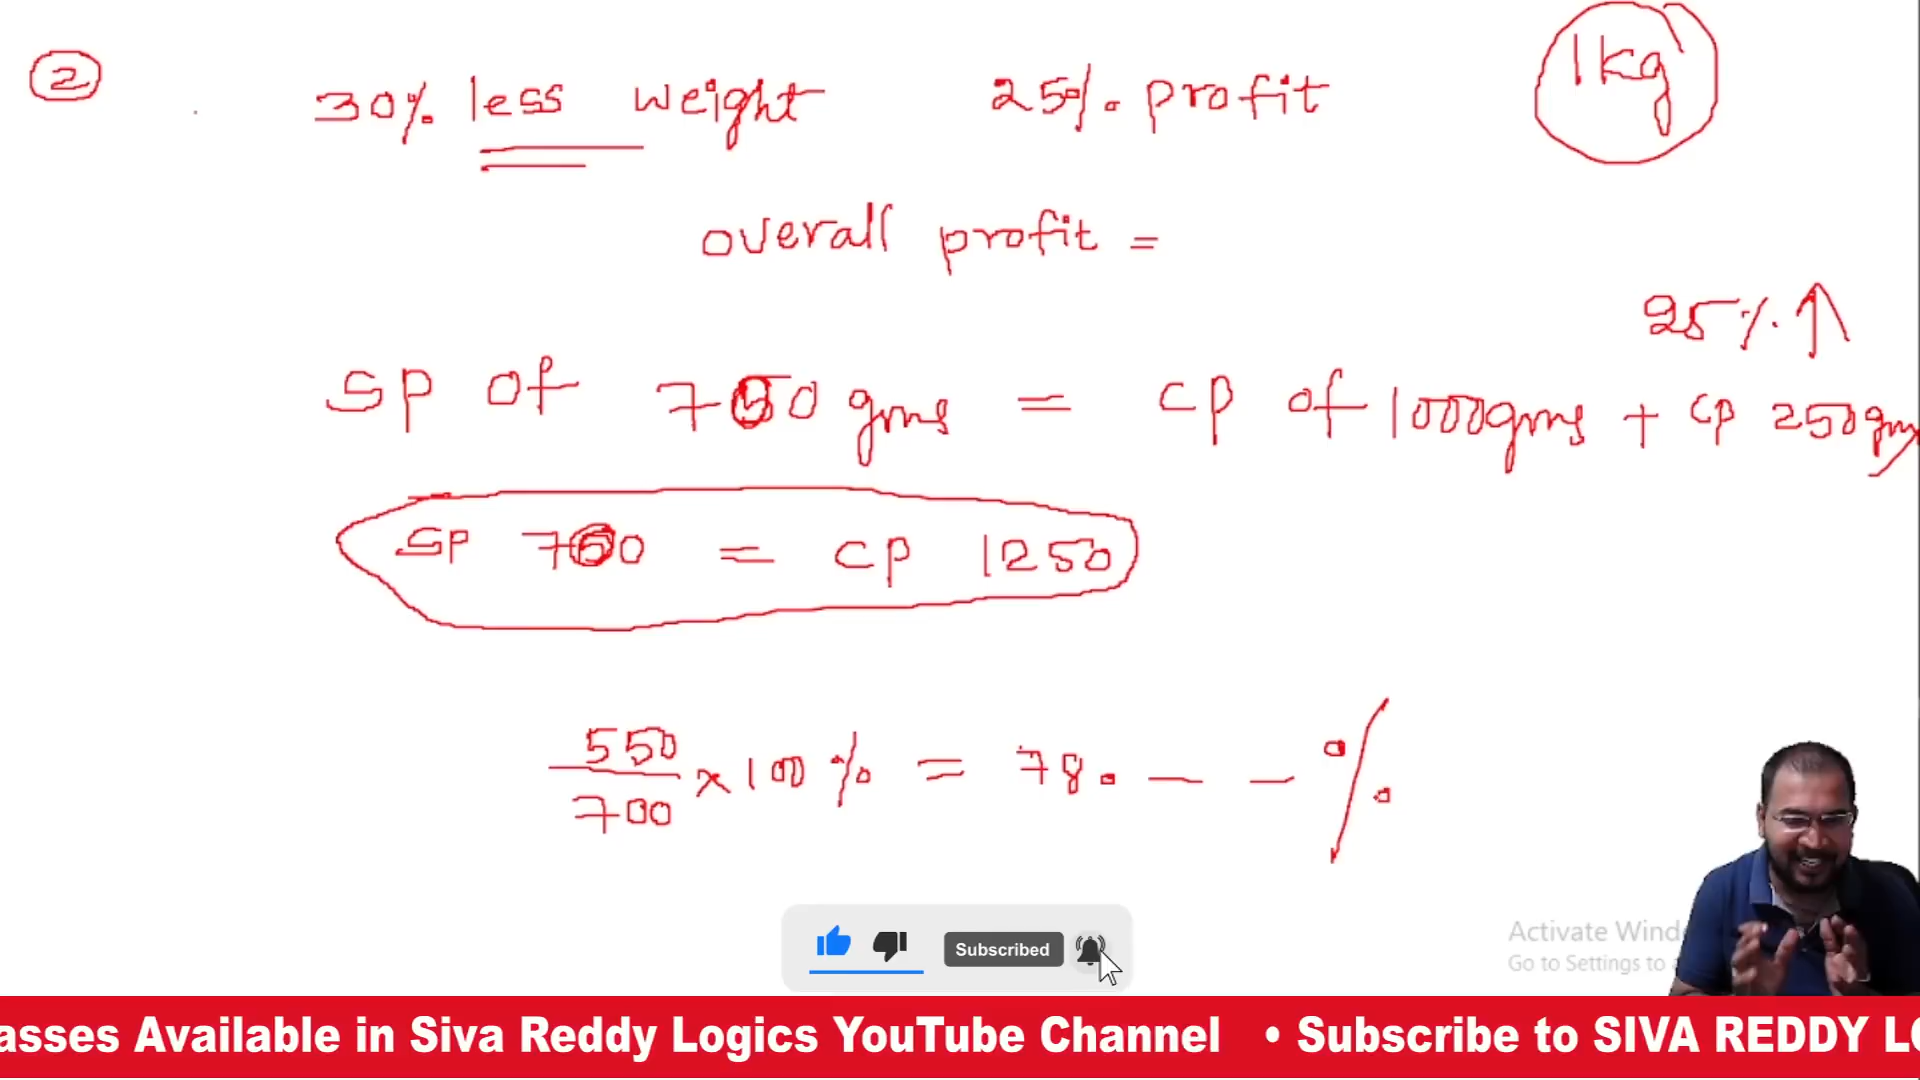 2
30% less weight 25% profit
1kg
overall profit =
25% ↑
SP of 700 gms = CP of 1000gms + CP 250gms
SP 700 = CP 1250
550/700 × 100 % = 78. — — %
Subscribed
Activate Wind
Go to Settings to
asses Available in Siva Reddy Logics YouTube Channel • Subscribe to SIVA REDDY L